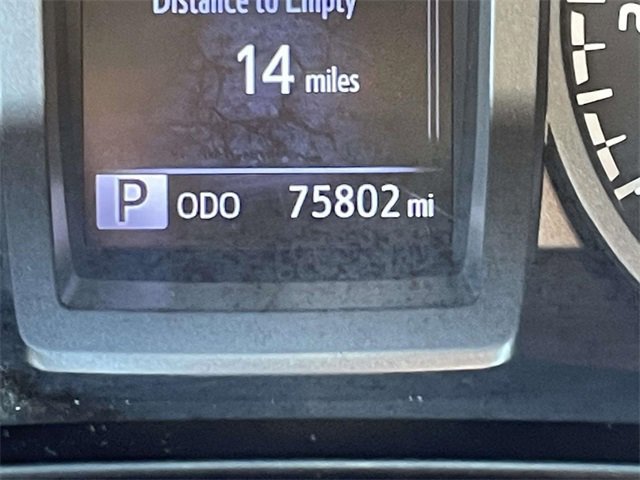 Distance to Empty
14 miles
P ODO 75802 mi